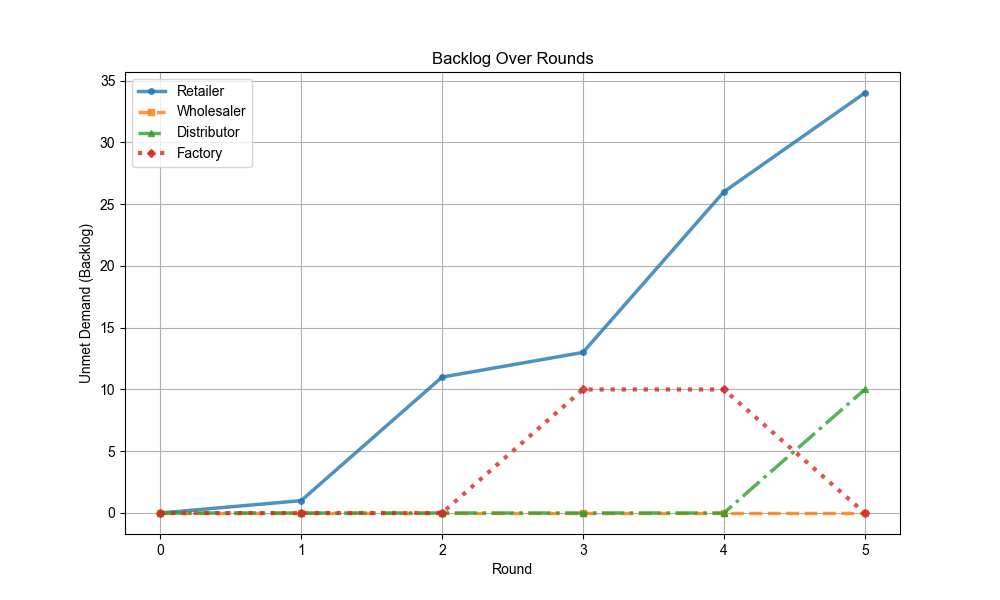 Backlog Over Rounds
Unmet Demand (Backlog)
35
30
25
20
15
10
5
0
Retailer
Wholesaler
Distributor
Factory
0 1 2 3 4 5
Round